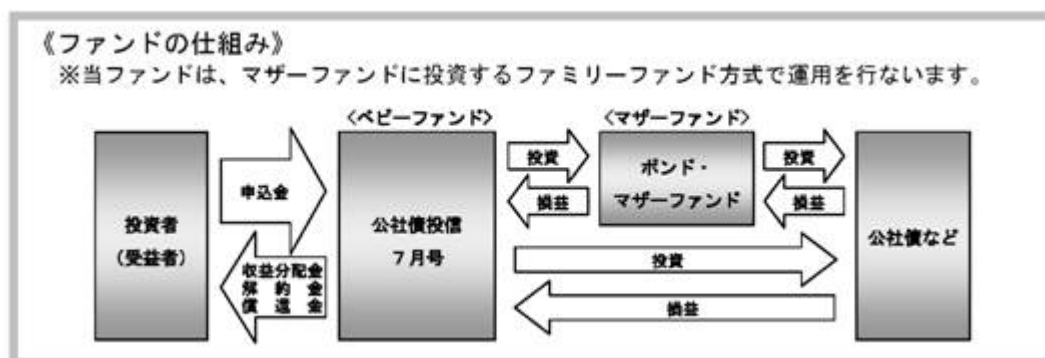 《ファンドの仕組み》
※当ファンドは、マザーファンドに投資するファミリーファンド方式で運用を行ないます。
〈ベビーファンド〉
〈マザーファンド〉
投資者
(受益者)
申込金
収益分配金
解約金
償還金
公社債投信
7月号
投資
損益
ボンド・
マザーファンド
投資
損益
投資
損益
公社債など